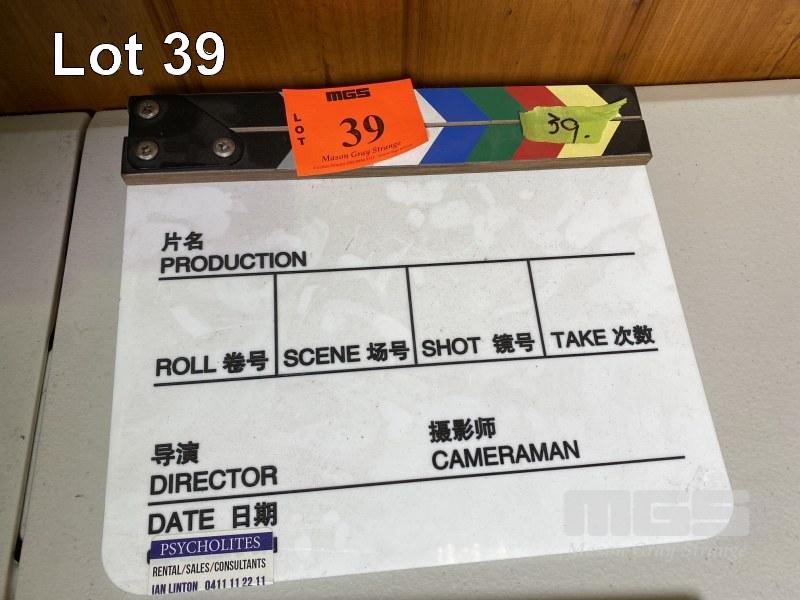 Lot 39
MGS
LOT
39
Mason Gray Strange
39.
片名
PRODUCTION
ROLL 卷号 SCENE 场号 SHOT 镜号 TAKE 次数
导演 摄影师
DIRECTOR CAMERAMAN
DATE 日期
PSYCHOLITES
RENTAL/SALES/CONSULTANTS
IAN LINTON 0411 11 22 11
MGS
Mason Gray Strange